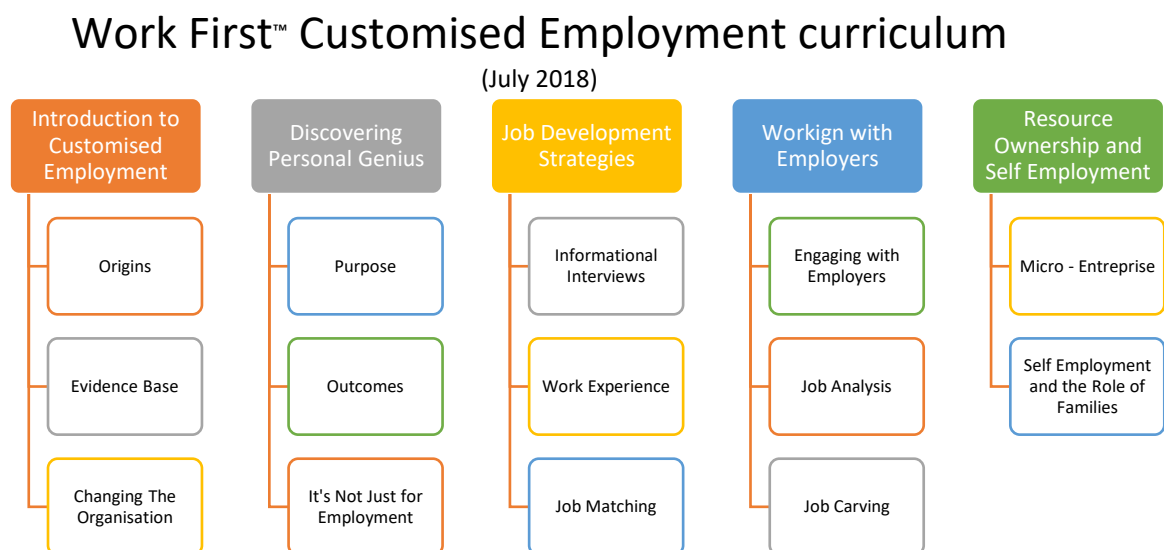 Work First™ Customised Employment curriculum
(July 2018)
Introduction to
Customised
Employment
Origins
Evidence Base
Changing The
Organisation
Discovering
Personal Genius
Purpose
Outcomes
It's Not Just for
Employment
Job Development
Strategies
Informational
Interviews
Work Experience
Job Matching
Workign with
Employers
Engaging with
Employers
Job Analysis
Job Carving
Resource
Ownership and
Self Employment
Micro - Entreprise
Self Employment
and the Role of
Families